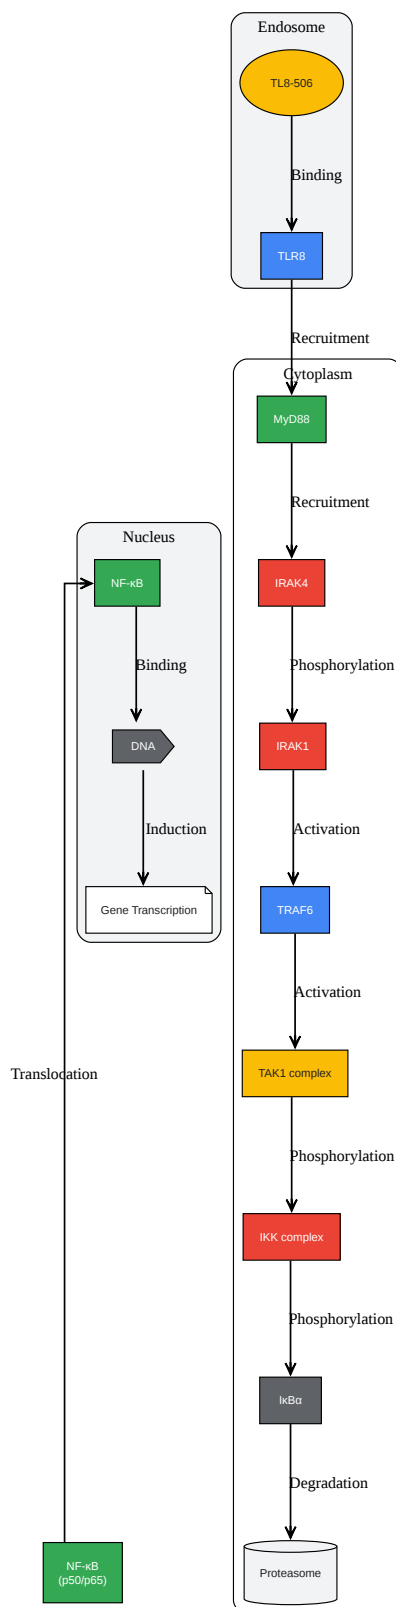 Endosome
TL8-506
Binding
TLR8
Recruitment
Cytoplasm
MyD88
Recruitment
IRAK4
Phosphorylation
IRAK1
Activation
TRAF6
Activation
TAK1 complex
Phosphorylation
IKK complex
Phosphorylation
IκBα
Degradation
Proteasome
NF-κB
(p50/p65)
Translocation
Nucleus
NF-κB
Binding
DNA
Induction
Gene Transcription